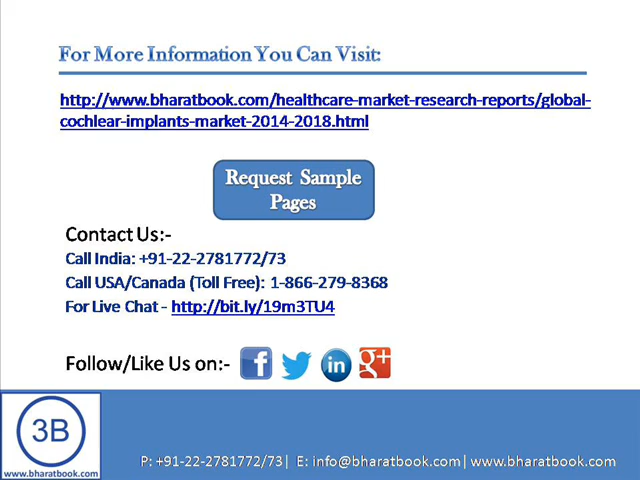 For More Information You Can Visit:
http://www.bharatbook.com/healthcare-market-research-reports/global-
cochlear-implants-market-2014-2018.html
Request Sample
Pages
Contact Us:-
Call India: +91-22-2781772/73
Call USA/Canada (Toll Free): 1-866-279-8368
For Live Chat - http://bit.ly/19m3TU4
Follow/Like Us on:- f in g+
3B
www.bharatbook.com
P: +91-22-2781772/73| E: info@bharatbook.com| www.bharatbook.com